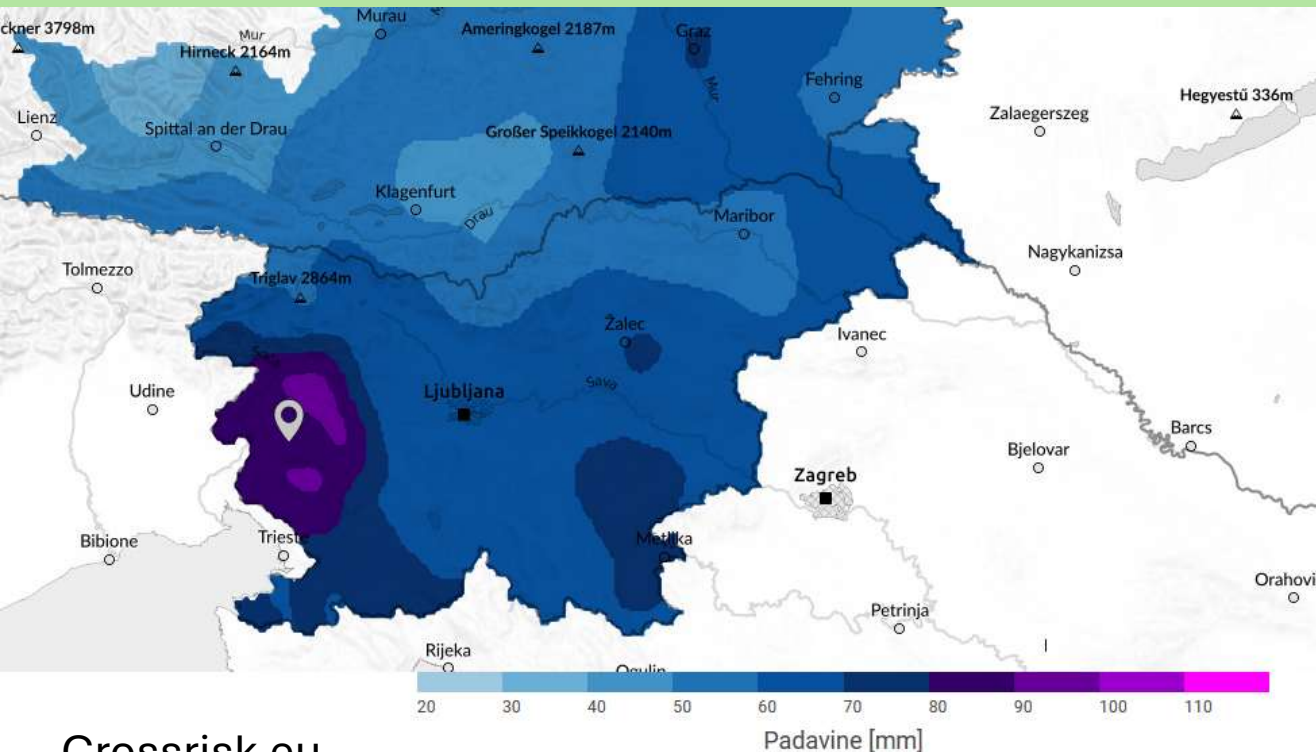 Murau
Ameringkogel 2187m
Graz
ckner 3798m
Mur
Hirneck 2164m
Fehring
Mur
Hegyestű 336m
Zalaegerszeg
Lienz
Spittal an der Drau
Großer Speikkogel 2140m
Klagenfurt
Drau
Maribor
Nagykanizsa
Tolmezzo
Triglav 2864m
Žalec
Ivanec
Udine
Ljubljana
Sava
Barcs
Bjelovar
Zagreb
Bibione
Trieste
Metlika
Orahovi
Petrinja
Rijeka
Ogulin
20 30 40 50 60 70 80 90 100 110
Padavine [mm]
Crossrisk.eu